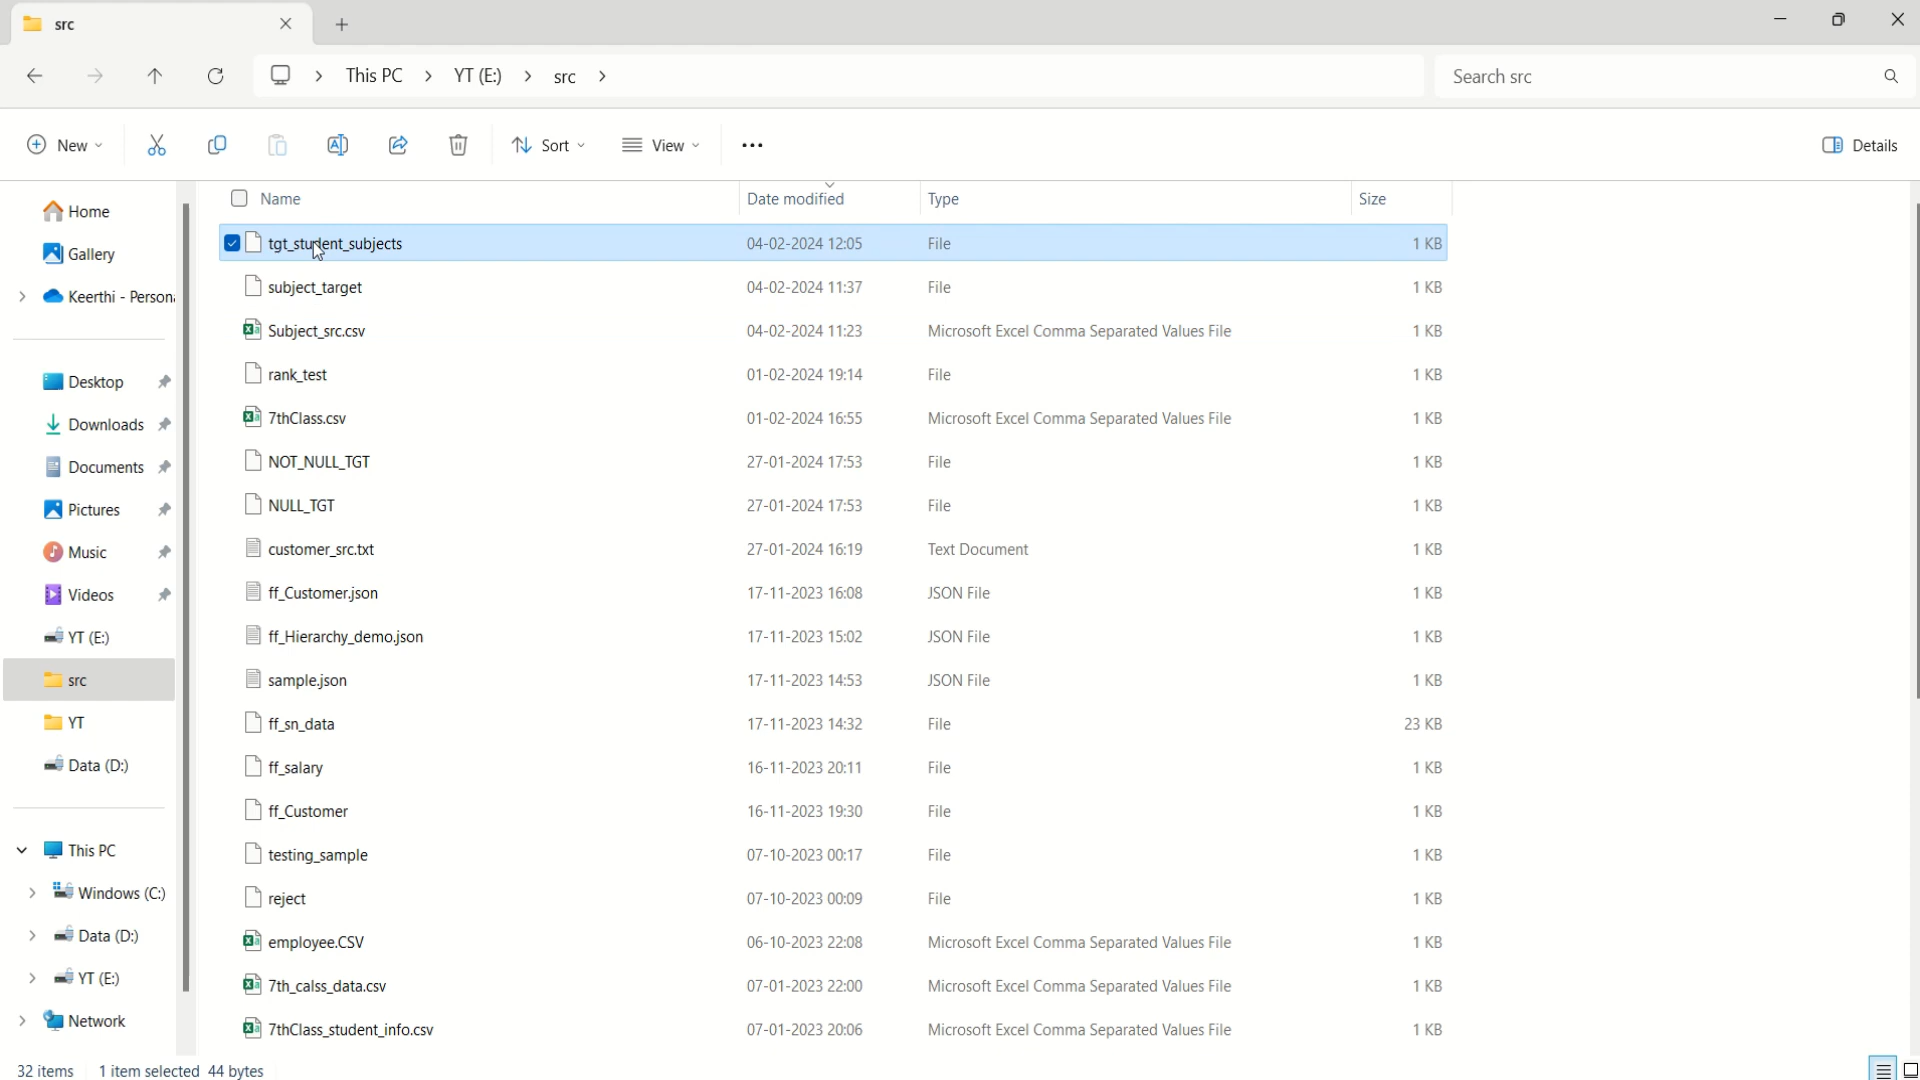 src
This PC
YT (E:)
src
Search src
New
Sort
View
Details
Home
Gallery
Keerthi - Person
Desktop
Downloads
Documents
Pictures
Music
Videos
YT (E:)
src
YT
Data (D:)
This PC
Windows (C:)
Data (D:)
YT (E:)
Network
Name Date modified Type Size
tgt_student_subjects 04-02-2024 12:05 File 1 KB
subject_target 04-02-2024 11:37 File 1 KB
Subject_src.csv 04-02-2024 11:23 Microsoft Excel Comma Separated Values File 1 KB
rank_test 01-02-2024 19:14 File 1 KB
7thClass.csv 01-02-2024 16:55 Microsoft Excel Comma Separated Values File 1 KB
NOT_NULL_TGT 27-01-2024 17:53 File 1 KB
NULL_TGT 27-01-2024 17:53 File 1 KB
customer_src.txt 27-01-2024 16:19 Text Document 1 KB
ff_Customer.json 17-11-2023 16:08 JSON File 1 KB
ff_Hierarchy_demo.json 17-11-2023 15:02 JSON File 1 KB
sample.json 17-11-2023 14:53 JSON File 1 KB
ff_sn_data 17-11-2023 14:32 File 23 KB
ff_salary 16-11-2023 20:11 File 1 KB
ff_Customer 16-11-2023 19:30 File 1 KB
testing_sample 07-10-2023 00:17 File 1 KB
reject 07-10-2023 00:09 File 1 KB
employee.CSV 06-10-2023 22:08 Microsoft Excel Comma Separated Values File 1 KB
7th_calss_data.csv 07-01-2023 22:00 Microsoft Excel Comma Separated Values File 1 KB
7thClass_student_info.csv 07-01-2023 20:06 Microsoft Excel Comma Separated Values File 1 KB
32 items 1 item selected 44 bytes